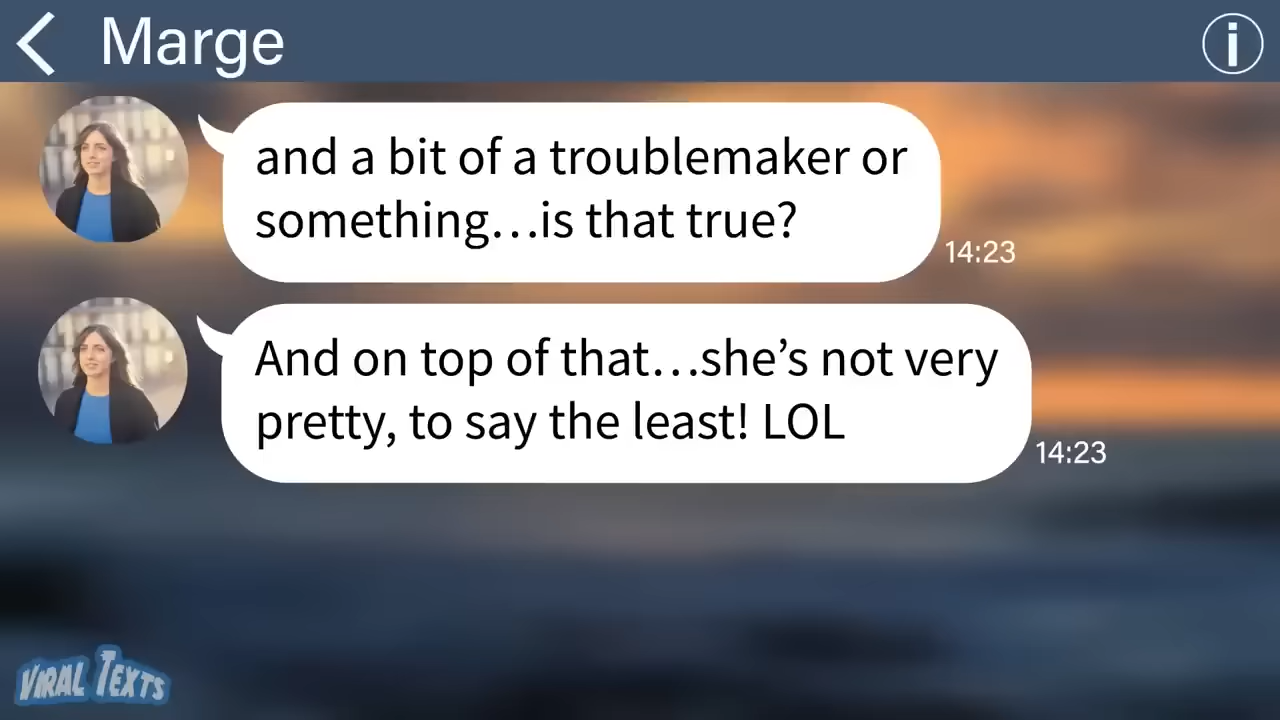 Marge
and a bit of a troublemaker or
something...is that true?
14:23
And on top of that...she’s not very
pretty, to say the least! LOL
14:23
VIRAL TEXTS